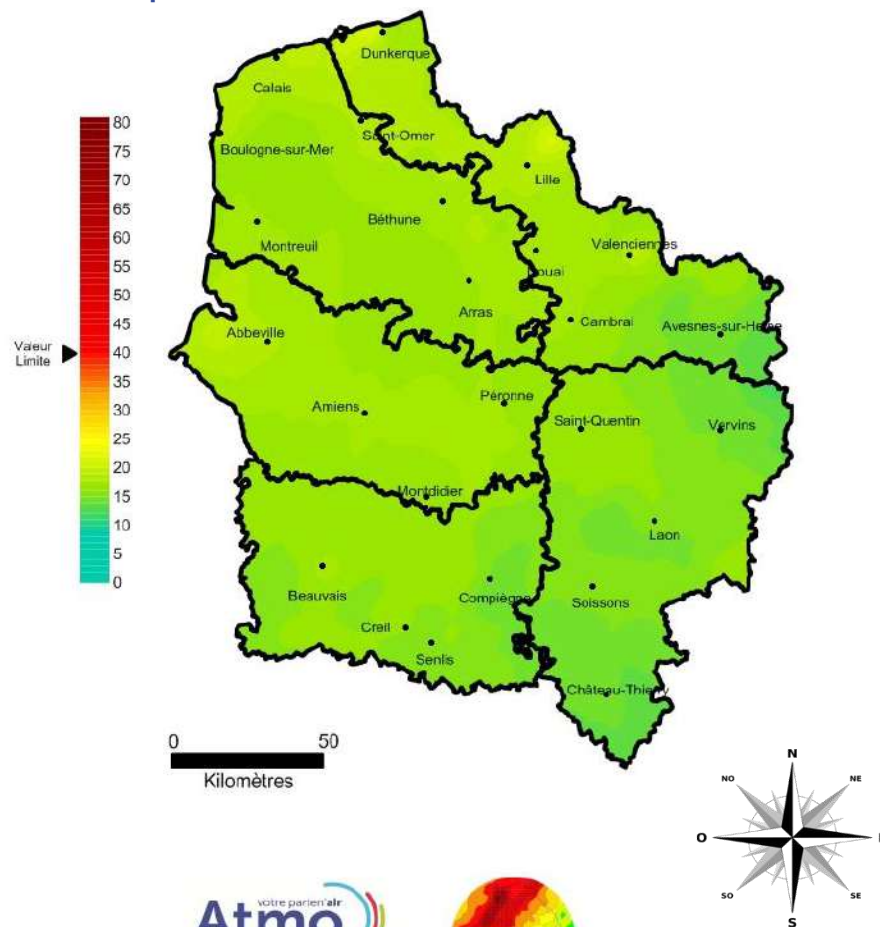 Dunkerque
Calais
Saint-Omer
Boulogne-sur-Mer
Lille
Béthune
Montreuil
Valenciennes
Douai
Arras
Cambrai
Avesnes-sur-Helpe
Abbeville
Amiens
Péronne
Saint-Quentin
Vervins
Montdidier
Laon
Beauvais
Compiègne
Soissons
Creil
Senlis
Château-Thierry
80
75
70
65
60
55
50
45
40
35
30
25
20
15
10
5
0
Valeur
Limite
0 50
Kilomètres
N
NO NE
O
SO SE
S
votre parten'air
Atmo